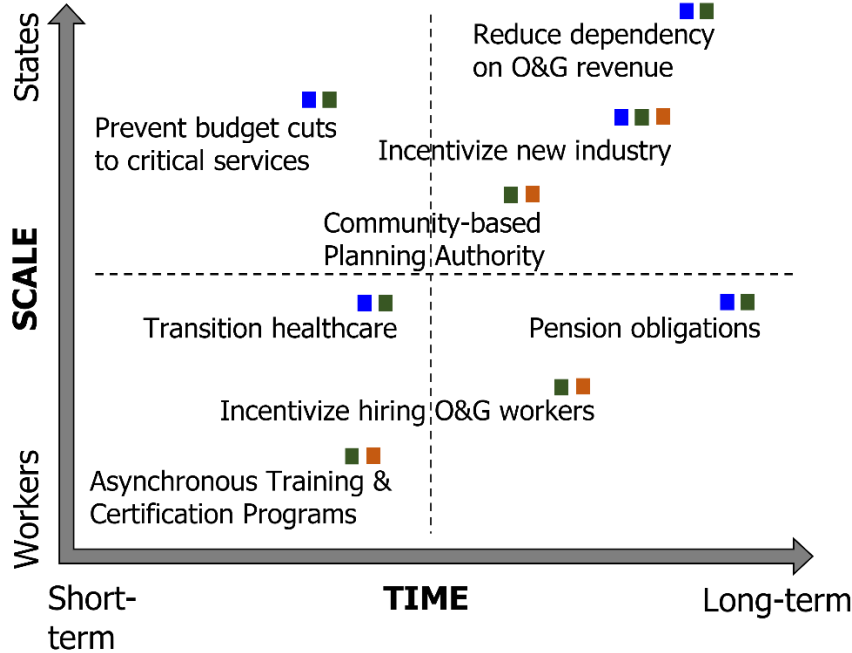 States
Reduce dependency
on O&G revenue
Prevent budget cuts
to critical services
Incentivize new industry
Community-based
Planning Authority
SCALE
Transition healthcare
Pension obligations
Incentivize hiring O&G workers
Workers
Asynchronous Training &
Certification Programs
Short-
term
TIME
Long-term